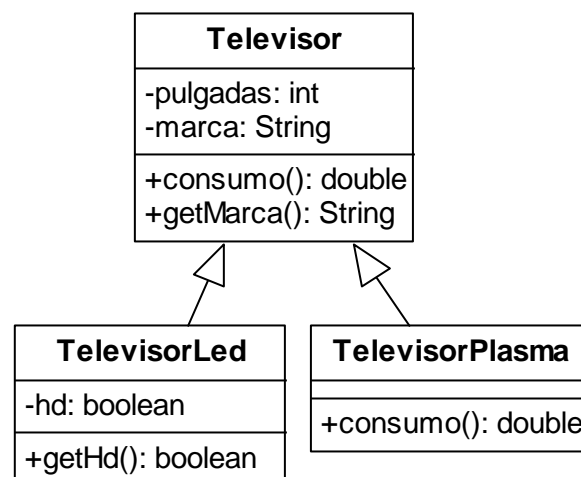 Televisor
-pulgadas: int
-marca: String
+consumo(): double
+getMarca(): String
TelevisorLed
-hd: boolean
+getHd(): boolean
TelevisorPlasma
+consumo(): double